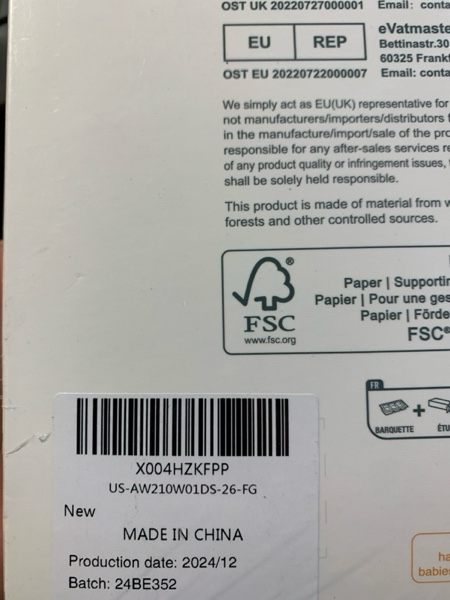 OST UK 20220727000001 Email: conta
EU REP
eVatmaste
Bettinastr.30
60325 Frankf
OST EU 20220722000007 Email: conta
We simply act as EU(UK) representative for
not manufacturers/importers/distributors
in the manufacture/import/sale of the pro
responsible for any after-sales services re
of any product quality or infringement issues,
shall be solely held responsible.
This product is made of material from w
forests and other controlled sources.
®
FSC
www.fsc.org
Paper | Supportin
Papier | Pour une ges
Papier | Förde
FSC®
FR
+
BARQUETTE ÉTU
X004HZKFPP
US-AW210W01DS-26-FG
New
MADE IN CHINA
Production date: 2024/12
Batch: 24BE352
ha
babies